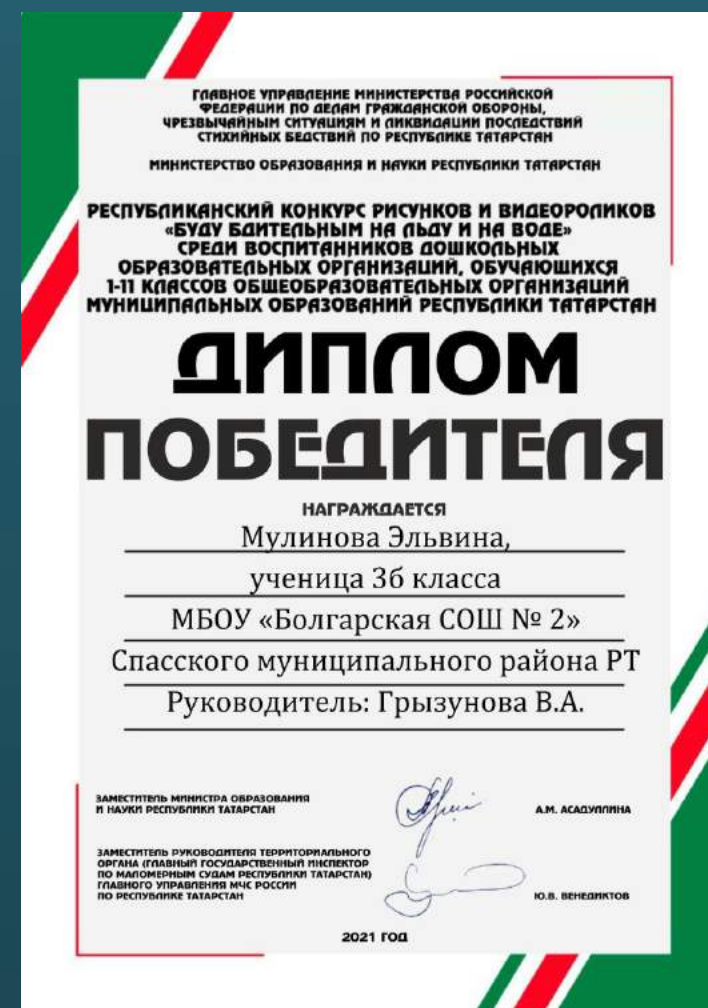 ГЛАВНОЕ УПРАВЛЕНИЕ МИНИСТЕРСТВА РОССИЙСКОЙ
ФЕДЕРАЦИИ ПО ДЕЛАМ ГРАЖДАНСКОЙ ОБОРОНЫ,
ЧРЕЗВЫЧАЙНЫМ СИТУАЦИЯМ И ЛИКВИДАЦИИ ПОСЛЕДСТВИЙ
СТИХИЙНЫХ БЕДСТВИЙ ПО РЕСПУБЛИКЕ ТАТАРСТАН
МИНИСТЕРСТВО ОБРАЗОВАНИЯ И НАУКИ РЕСПУБЛИКИ ТАТАРСТАН
РЕСПУБЛИКАНСКИЙ КОНКУРС РИСУНКОВ И ВИДЕОРОЛИКОВ
«БУДУ БДИТЕЛЬНЫМ НА ЛЬДУ И НА ВОДЕ»
СРЕДИ ВОСПИТАННИКОВ ДОШКОЛЬНЫХ
ОБРАЗОВАТЕЛЬНЫХ ОРГАНИЗАЦИЙ, ОБУЧАЮЩИХСЯ
1-11 КЛАССОВ ОБЩЕОБРАЗОВАТЕЛЬНЫХ ОРГАНИЗАЦИЙ
МУНИЦИПАЛЬНЫХ ОБРАЗОВАНИЙ РЕСПУБЛИКИ ТАТАРСТАН
ДИПЛОМ
ПОБЕДИТЕЛЯ
НАГРАЖДАЕТСЯ
Мулинова Эльвина,
ученица 3б класса
МБОУ «Болгарская СОШ № 2»
Спасского муниципального района РТ
Руководитель: Грызунова В.А.
ЗАМЕСТИТЕЛЬ МИНИСТРА ОБРАЗОВАНИЯ
И НАУКИ РЕСПУБЛИКИ ТАТАРСТАН
А.М. АСАДУЛЛИНА
ЗАМЕСТИТЕЛЬ РУКОВОДИТЕЛЯ ТЕРРИТОРИАЛЬНОГО
ОРГАНА (ГЛАВНЫЙ ГОСУДАРСТВЕННЫЙ ИНСПЕКТОР
ПО МАЛОМЕРНЫМ СУДАМ РЕСПУБЛИКИ ТАТАРСТАН)
ГЛАВНОГО УПРАВЛЕНИЯ МЧС РОССИИ
ПО РЕСПУБЛИКЕ ТАТАРСТАН
Ю.В. ВЕНЕДИКТОВ
2021 ГОД